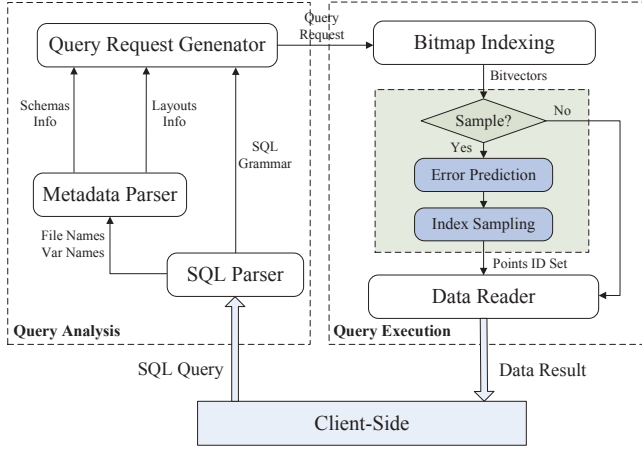 Query Request Genenator
Query
Request
Bitmap Indexing
Bitvectors
Schemas
Info
Layouts
Info
SQL
Grammar
Sample?
No
Yes
Error Prediction
Index Sampling
Metadata Parser
File Names
Var Names
SQL Parser
Points ID Set
Data Reader
Query Analysis
Query Execution
SQL Query
Data Result
Client-Side